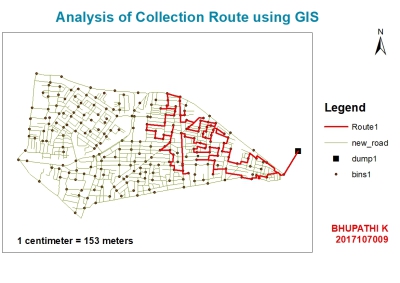 Analysis of Collection Route using GIS
N
Legend
Route1
new_road
dump1
bins1
BHUPATHI K
2017107009
1 centimeter = 153 meters